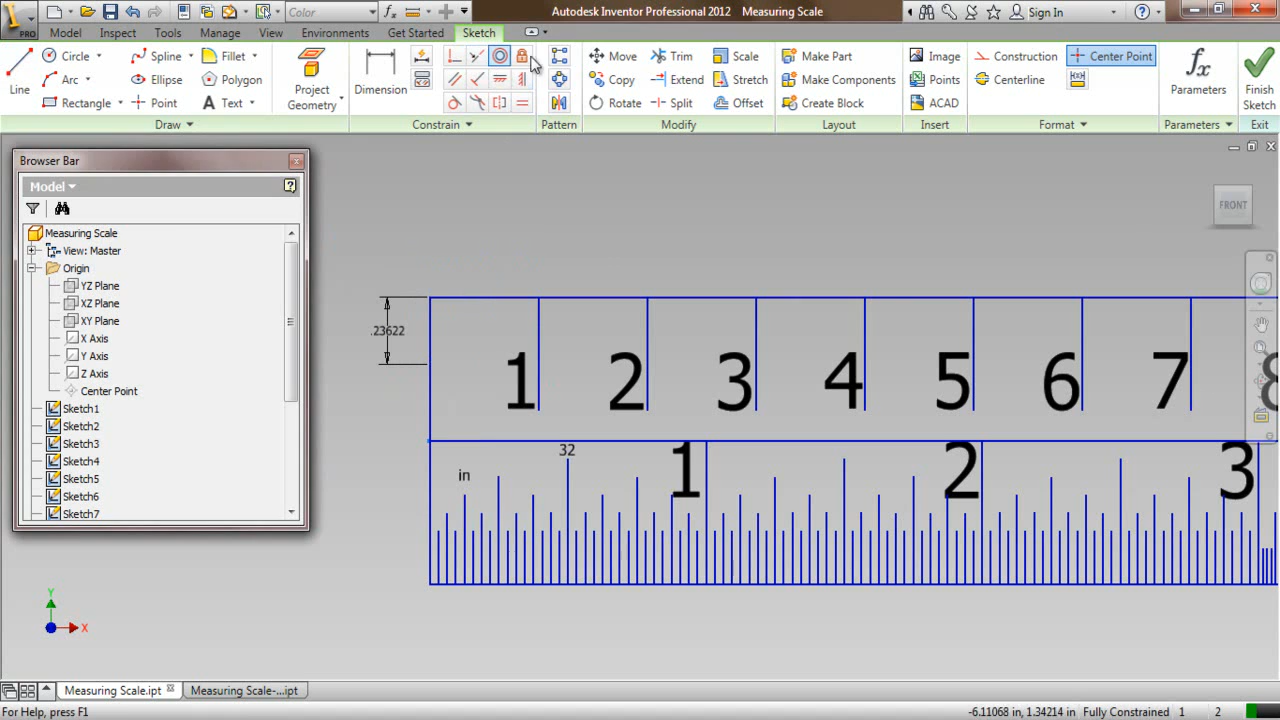 PRO
Color
Autodesk Inventor Professional 2012 Measuring Scale
Sign In
Model Inspect Tools Manage View Environments Get Started Sketch
Line
Circle
Arc
Rectangle
Spline
Ellipse
Point
Fillet
Polygon
Text
Project
Geometry
Dimension
Move
Copy
Rotate
Trim
Extend
Split
Scale
Stretch
Offset
Make Part
Make Components
Create Block
Image
Points
ACAD
Construction
Centerline
Center Point
Parameters
Finish
Sketch
Draw Constrain Pattern Modify Layout Insert Format Parameters Exit
Browser Bar
Model
Measuring Scale
View: Master
Origin
YZ Plane
XZ Plane
XY Plane
X Axis
Y Axis
Z Axis
Center Point
Sketch1
Sketch2
Sketch3
Sketch4
Sketch5
Sketch6
Sketch7
FRONT
.23622
1 2 3 4 5 6 7 8
in 32 1 2 3
Y
X
Measuring Scale.ipt Measuring Scale-...ipt
For Help, press F1
-6.11068 in, 1.34214 in Fully Constrained 1 2